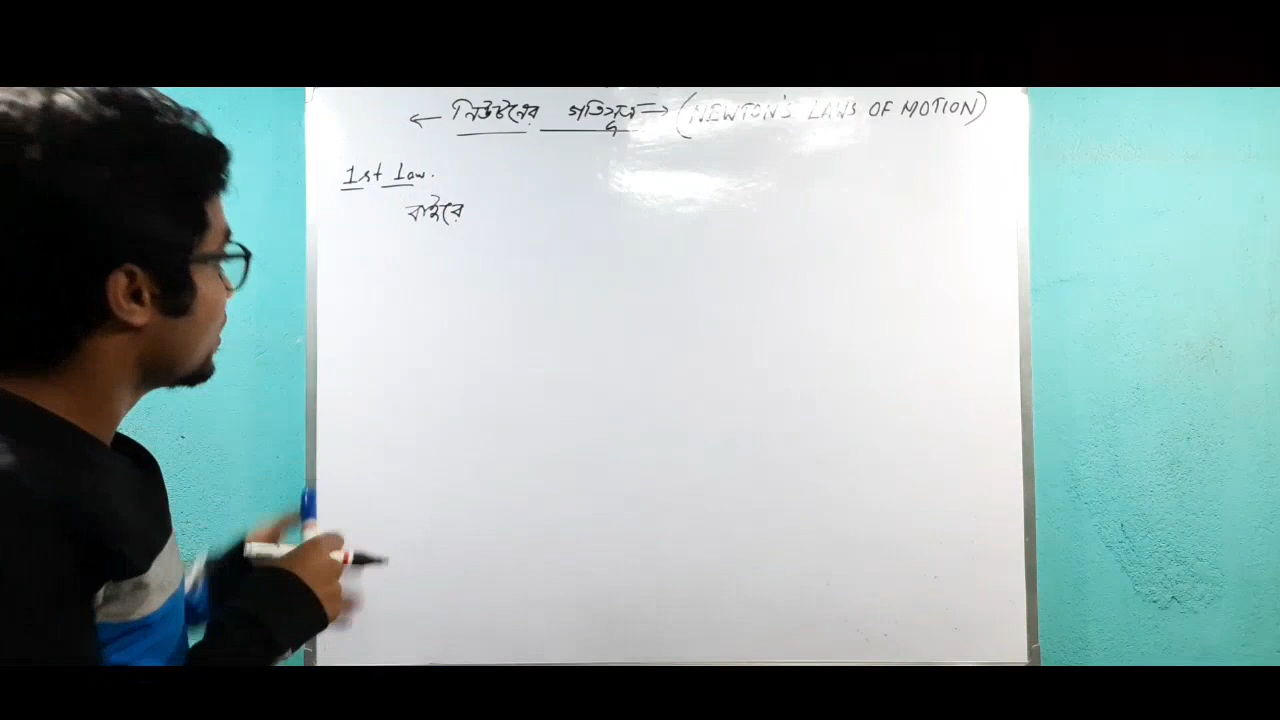 ← নিউটনের গতিসূত্র → (NEWTON'S LAWS OF MOTION)
1st Law.
বাইরে